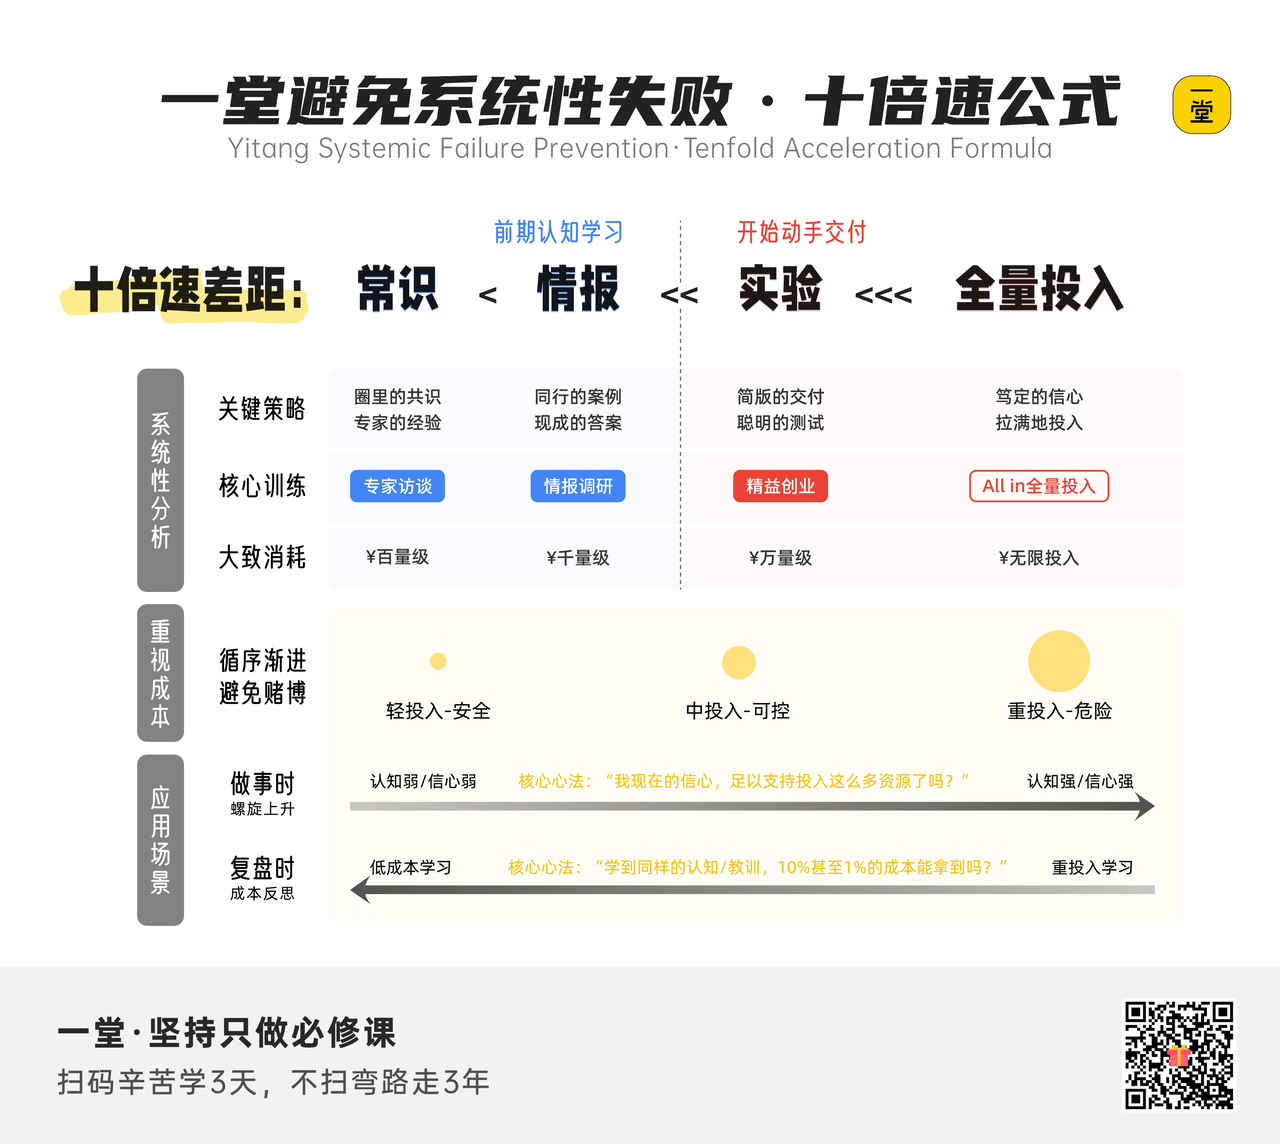 一堂避免系统性失败 · 十倍速公式
一堂
Yitang Systemic Failure Prevention·Tenfold Acceleration Formula
前期认知学习
开始动手交付
十倍速差距: 常识 < 情报 << 实验 <<< 全量投入
系统性分析
关键策略
圈里的共识
专家的经验
同行的案例
现成的答案
简版的交付
聪明的测试
笃定的信心
拉满地投入
核心训练
专家访谈
情报调研
精益创业
All in全量投入
大致消耗
¥百量级
¥千量级
¥万量级
¥无限投入
重视成本
循序渐进
避免赌博
轻投入-安全
中投入-可控
重投入-危险
应用场景
做事时
螺旋上升
认知弱/信心弱
核心心法：“我现在的信心，足以支持投入这么多资源了吗？”
认知强/信心强
复盘时
成本反思
低成本学习
核心心法：“学到同样的认知/教训，10%甚至1%的成本能拿到吗？”
重投入学习
一堂·坚持只做必修课
扫码辛苦学3天，不扫弯路走3年